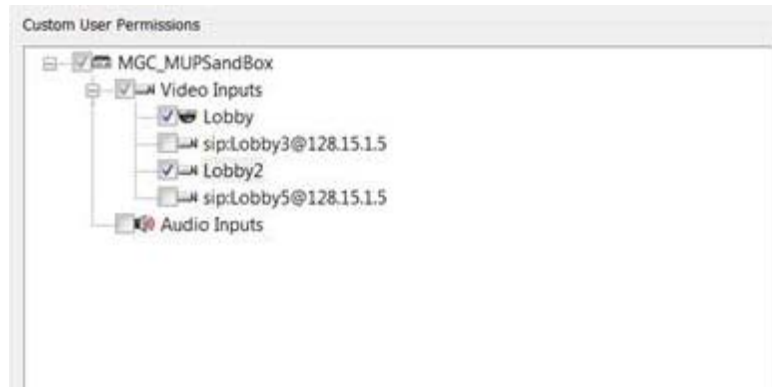 Custom User Permissions
MGC_MUPSandBox
Video Inputs
Lobby
sip:Lobby3@128.15.1.5
Lobby2
sip:Lobby5@128.15.1.5
Audio Inputs